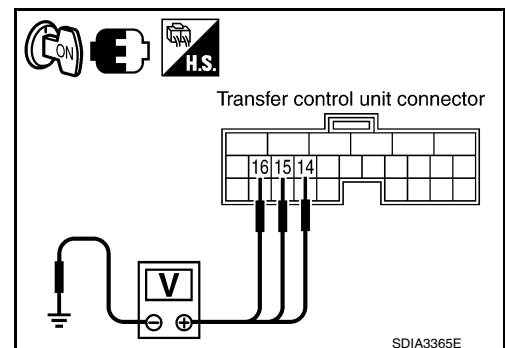 ON
H.S.
Transfer control unit connector
16 15 14
V
⊖ ⊕
SDIA3365E